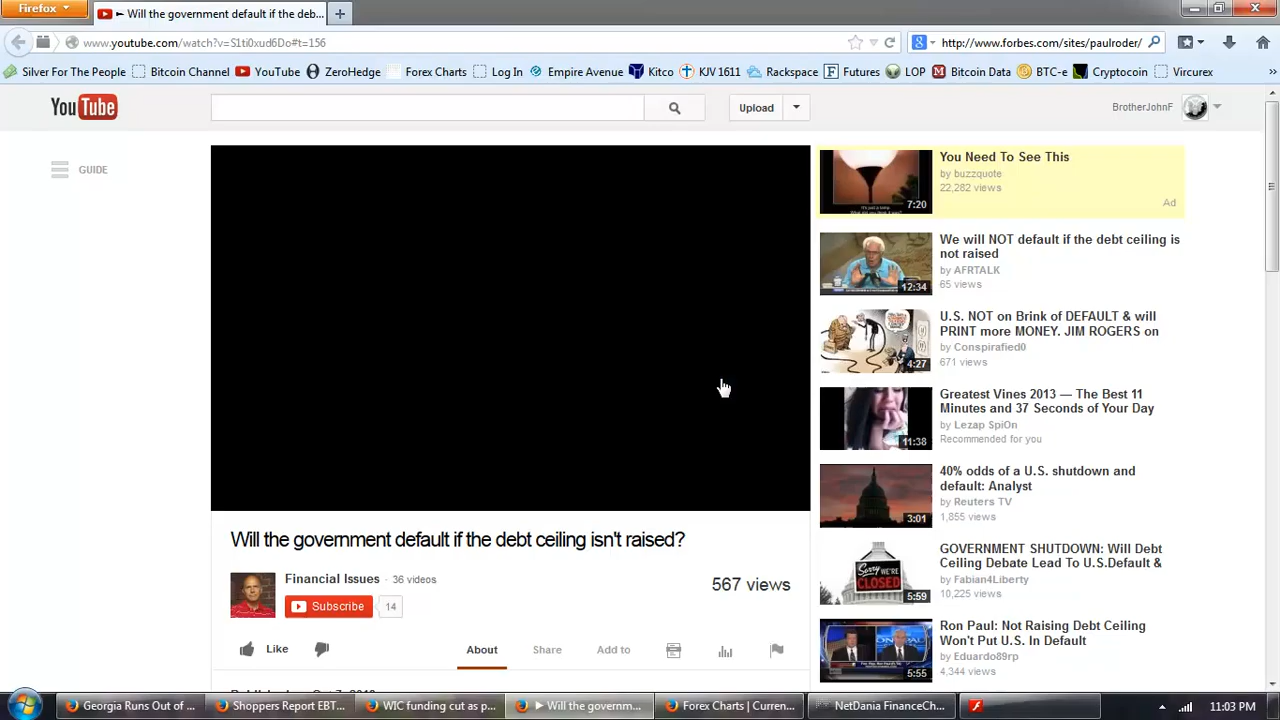 Firefox
► Will the government default if the deb...
www.youtube.com/watch?v=S1ti0xud6Do#t=156
http://www.forbes.com/sites/paulroder/
Silver For The People
Bitcoin Channel
YouTube
ZeroHedge
Forex Charts
Log In
Empire Avenue
Kitco
KJV 1611
Rackspace
Futures
LOP
Bitcoin Data
BTC-e
Cryptocoin
Vircurex
YouTube
Upload
BrotherJohnF
GUIDE
You Need To See This
by buzzquote
22,282 views
Ad
7:20
We will NOT default if the debt ceiling is
not raised
by AFRTALK
65 views
12:34
U.S. NOT on Brink of DEFAULT & will
PRINT more MONEY. JIM ROGERS on
by Conspirafied0
671 views
4:27
Greatest Vines 2013 — The Best 11
Minutes and 37 Seconds of Your Day
by Lezap SpiOn
Recommended for you
11:38
40% odds of a U.S. shutdown and
default: Analyst
by Reuters TV
1,855 views
3:01
GOVERNMENT SHUTDOWN: Will Debt
Ceiling Debate Lead To U.S.Default &
by Fabian4Liberty
10,225 views
Sorry
WE'RE
CLOSED
5:59
Ron Paul: Not Raising Debt Ceiling
Won't Put U.S. In Default
by Eduardo89rp
4,344 views
5:55
Will the government default if the debt ceiling isn't raised?
Financial Issues · 36 videos
Subscribe
14
567 views
Like
About
Share
Add to
Georgia Runs Out of ...
Shoppers Report EBT...
WIC funding cut as p...
► Will the governm...
Forex Charts | Curren...
NetDania FinanceCh...
11:03 PM